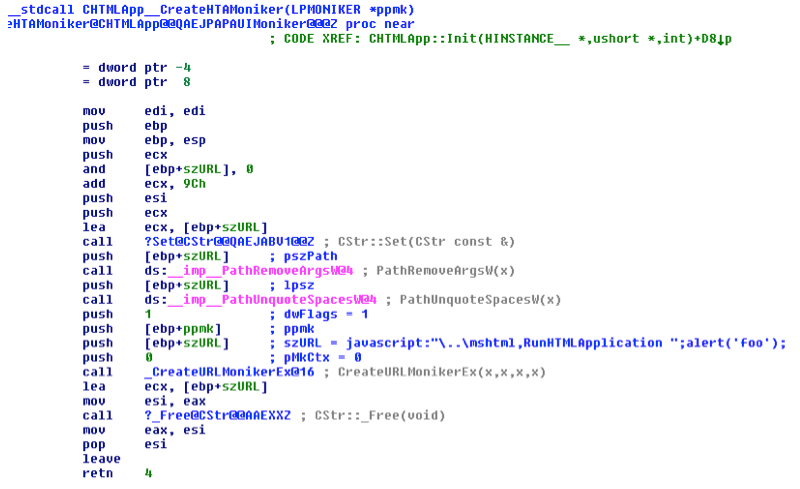 __stdcall CHTMLApp__CreateHTAMoniker(LPMONIKER *ppmk)
eHTAMoniker@CHTMLApp@@QAEJPAPAUIMoniker@@@Z proc near
; CODE XREF: CHTMLApp::Init(HINSTANCE__ *,ushort *,int)+D8↓p
= dword ptr -4
= dword ptr  8
mov     edi, edi
push    ebp
mov     ebp, esp
push    ecx
and     [ebp+szURL], 0
add     ecx, 9Ch
push    esi
push    ecx
lea     ecx, [ebp+szURL]
call    ?Set@CStr@@QAEJABV1@@Z ; CStr::Set(CStr const &)
push    [ebp+szURL]     ; pszPath
call    ds:__imp__PathRemoveArgsW@4 ; PathRemoveArgsW(x)
push    [ebp+szURL]     ; lpsz
call    ds:__imp__PathUnquoteSpacesW@4 ; PathUnquoteSpacesW(x)
push    1               ; dwFlags = 1
push    [ebp+ppmk]      ; ppmk
push    [ebp+szURL]     ; szURL = javascript:"\..\mshtml,RunHTMLApplication ";alert('foo');
push    0               ; pMkCtx = 0
call    _CreateURLMonikerEx@16 ; CreateURLMonikerEx(x,x,x,x)
lea     ecx, [ebp+szURL]
mov     esi, eax
call    ?_Free@CStr@@AAEXXZ ; CStr::_Free(void)
mov     eax, esi
pop     esi
leave
retn    4